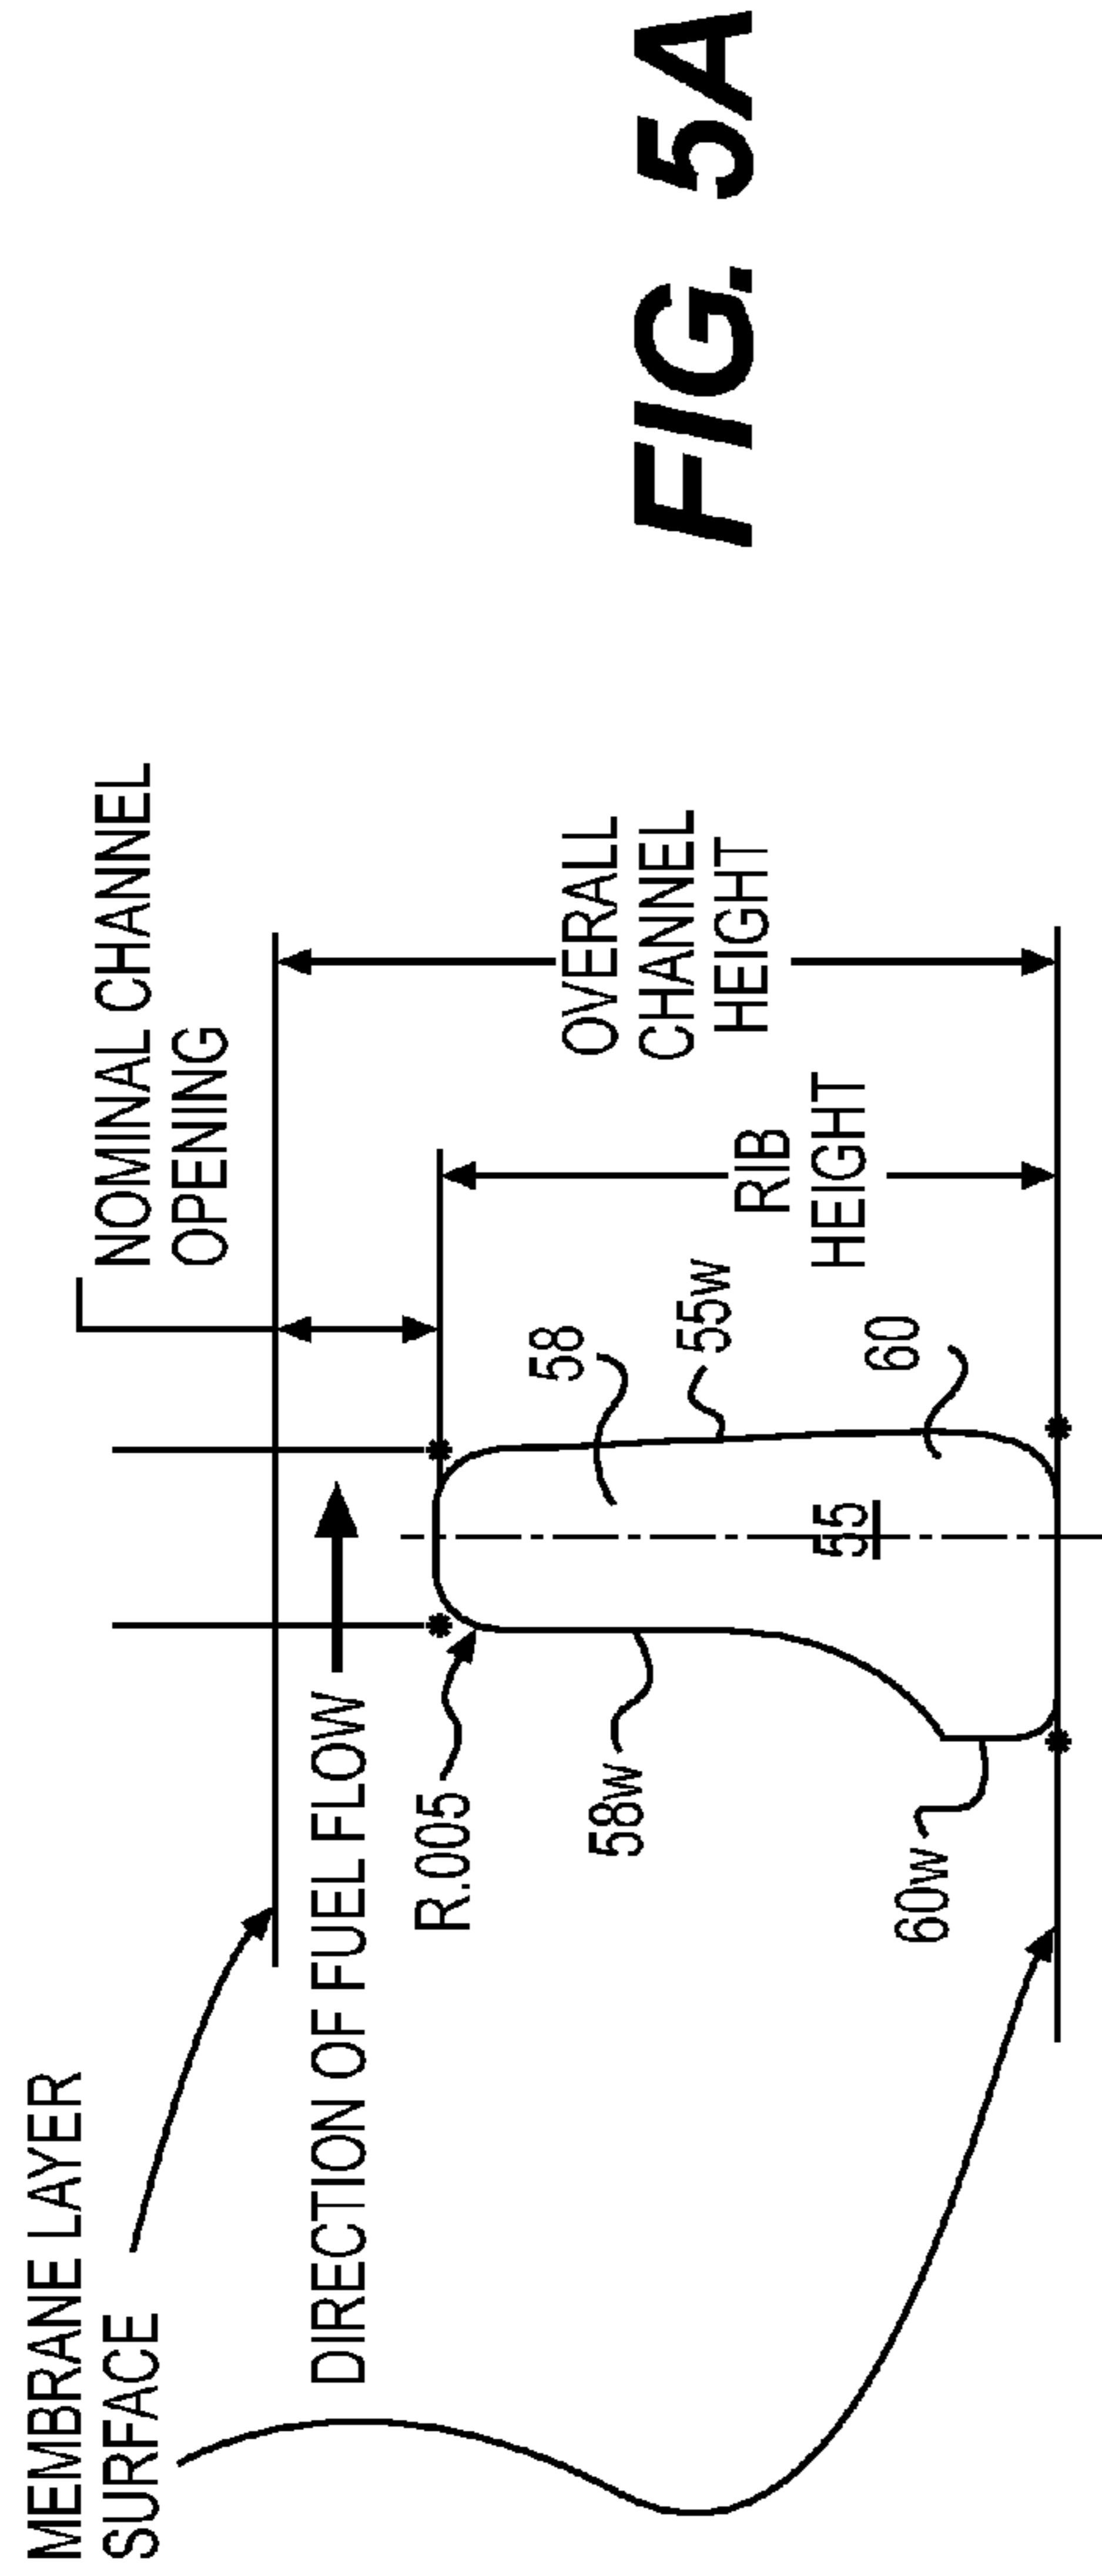 MEMBRANE LAYER
SURFACE
NOMINAL CHANNEL
OPENING
DIRECTION OF FUEL FLOW
R.005
58w
60w
58
55w
60
55
RIB
HEIGHT
OVERALL
CHANNEL
HEIGHT
FIG. 5A